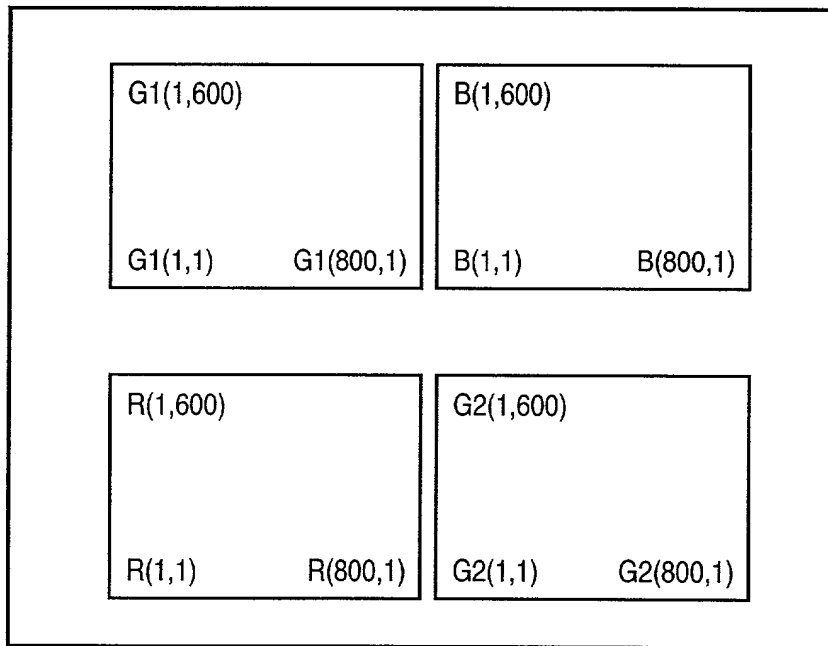 G1(1,600) B(1,600)
G1(1,1) G1(800,1) B(1,1) B(800,1)
R(1,600) G2(1,600)
R(1,1) R(800,1) G2(1,1) G2(800,1)